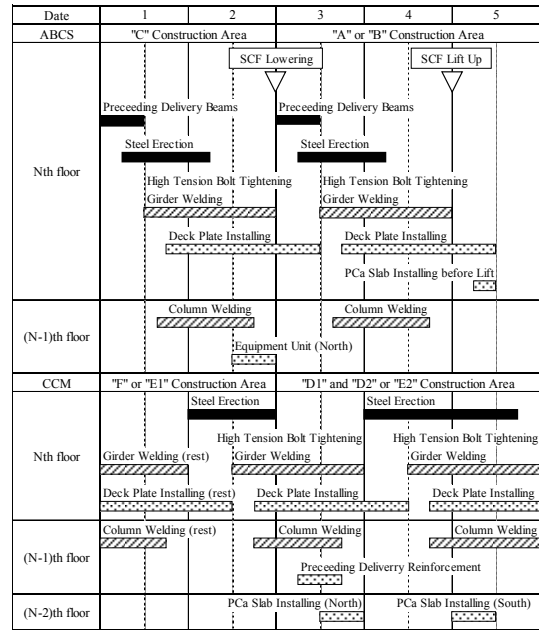 Date 1 2 3 4 5
ABCS "C" Construction Area "A" or "B" Construction Area
SCF Lowering SCF Lift Up
Preceeding Delivery Beams Preceeding Delivery Beams
Steel Erection Steel Erection
Nth floor
High Tension Bolt Tightening High Tension Bolt Tightening
Girder Welding Girder Welding
Deck Plate Installing Deck Plate Installing
PCa Slab Installing before Lift
Column Welding Column Welding
(N-1)th floor
Equipment Unit (North)
CCM "F" or "E1" Construction Area "D1" and "D2" or "E2" Construction Area
Steel Erection Steel Erection
High Tension Bolt Tightening High Tension Bolt Tightening
Nth floor Girder Welding (rest) Girder Welding Girder Welding
Deck Plate Installing (rest) Deck Plate Installing Deck Plate Installing
Column Welding (rest) Column Welding Column Welding
(N-1)th floor
Preceeding Deliverry Reinforcement
(N-2)th floor PCa Slab Installing (North) PCa Slab Installing (South)